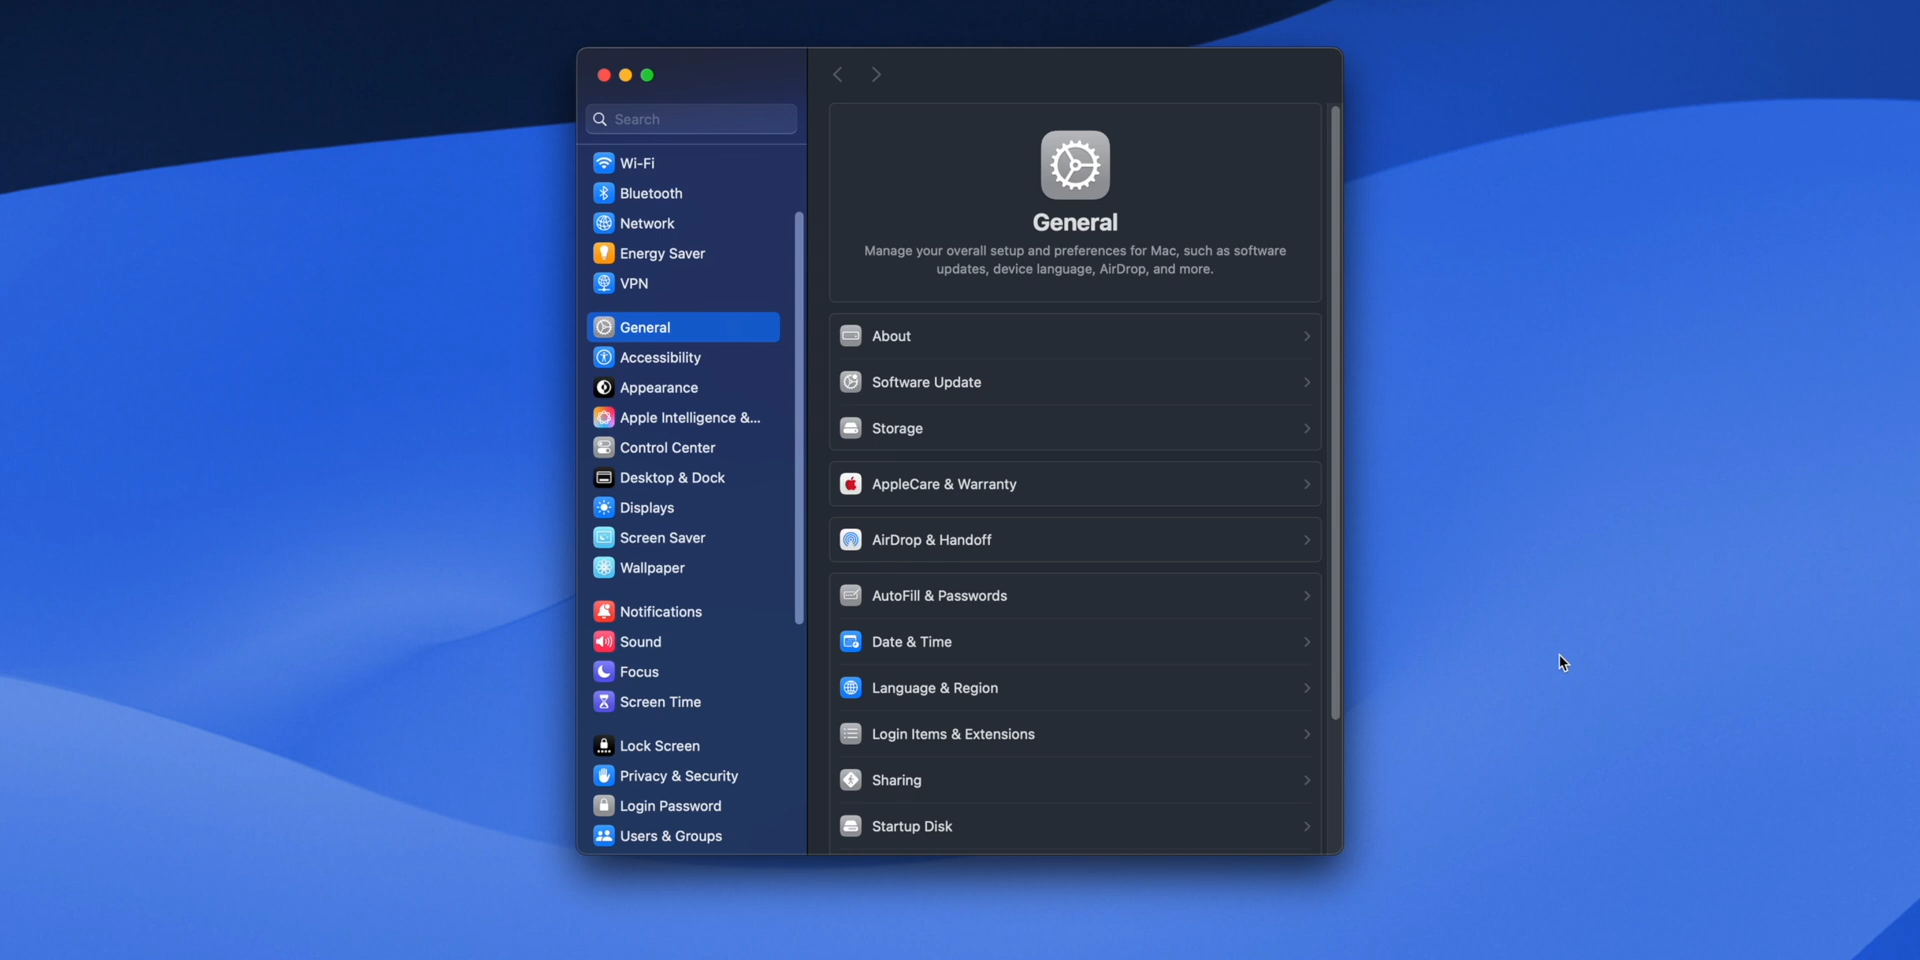 Search
Wi-Fi
Bluetooth
Network
Energy Saver
VPN
General
Accessibility
Appearance
Apple Intelligence &...
Control Center
Desktop & Dock
Displays
Screen Saver
Wallpaper
Notifications
Sound
Focus
Screen Time
Lock Screen
Privacy & Security
Login Password
Users & Groups
General
Manage your overall setup and preferences for Mac, such as software
updates, device language, AirDrop, and more.
About
Software Update
Storage
AppleCare & Warranty
AirDrop & Handoff
AutoFill & Passwords
Date & Time
Language & Region
Login Items & Extensions
Sharing
Startup Disk